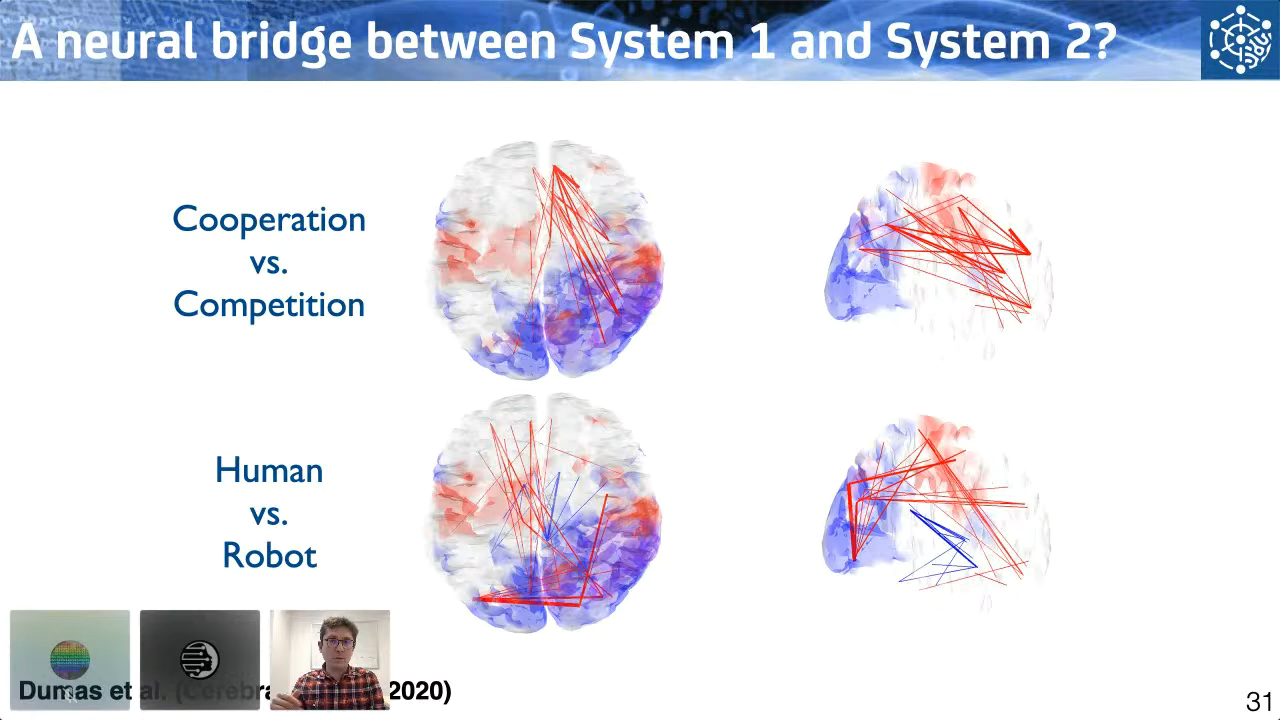 A neural bridge between System 1 and System 2?
Cooperation
vs.
Competition
Human
vs.
Robot
Dumas et al. 2020)
31